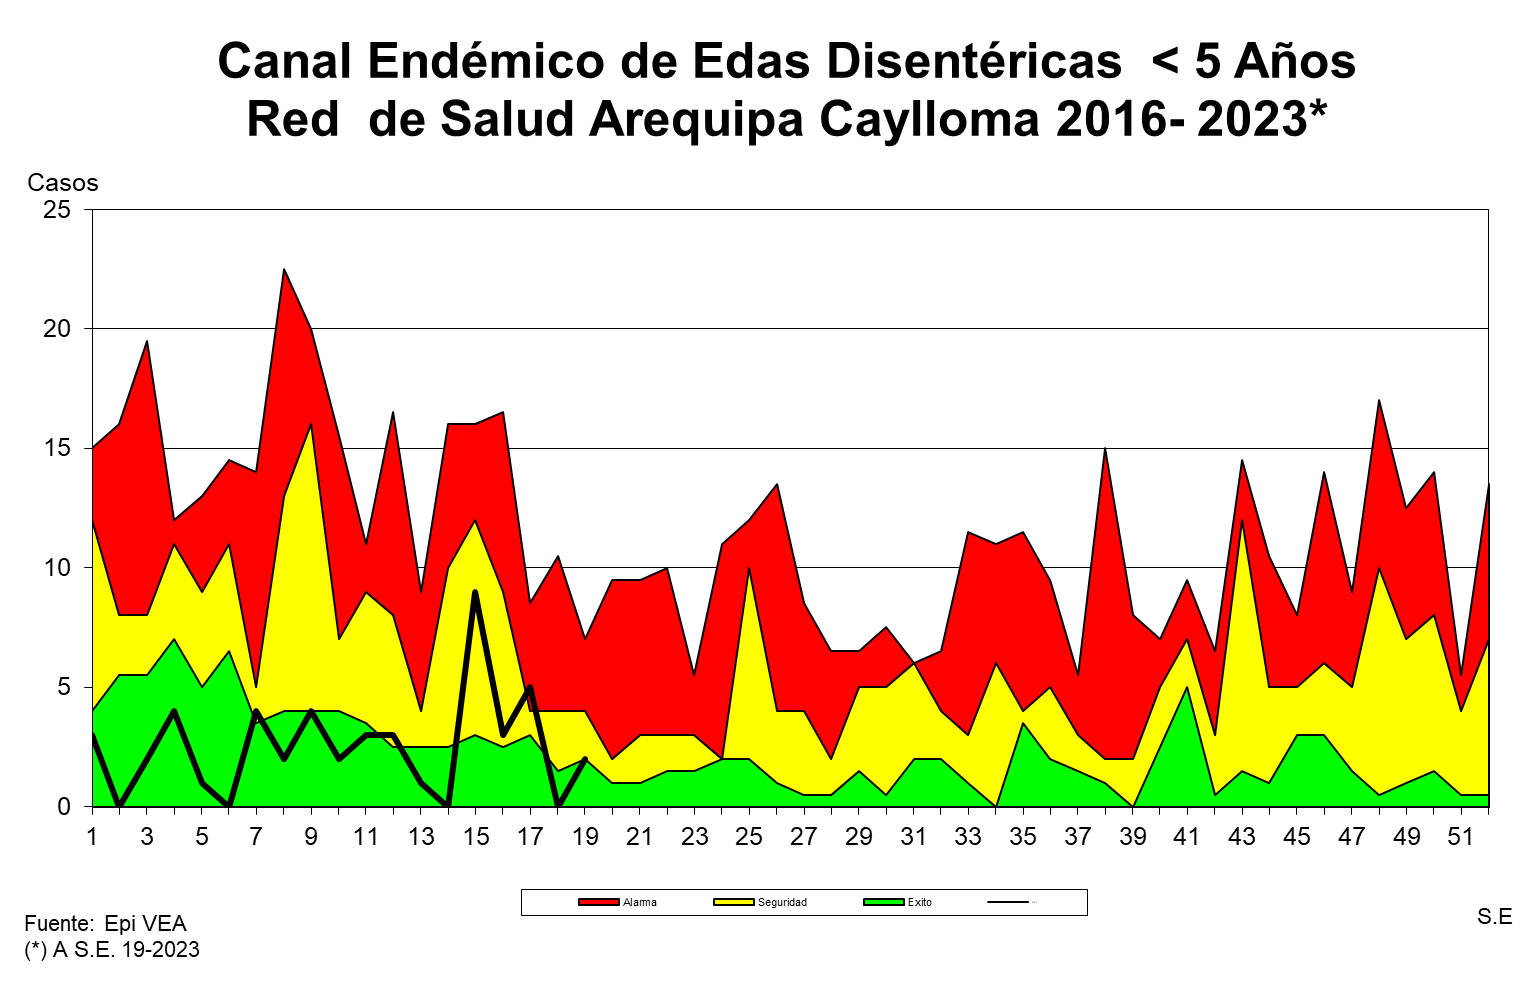 Canal Endémico de Edas Disentéricas < 5 Años
Red de Salud Arequipa Caylloma 2016- 2023*
Casos
25
20
15
10
5
0
1 3 5 7 9 11 13 15 17 19 21 23 25 27 29 31 33 35 37 39 41 43 45 47 49 51
Alarma Seguridad Exito
Fuente: Epi VEA
S.E
(*) A S.E. 19-2023